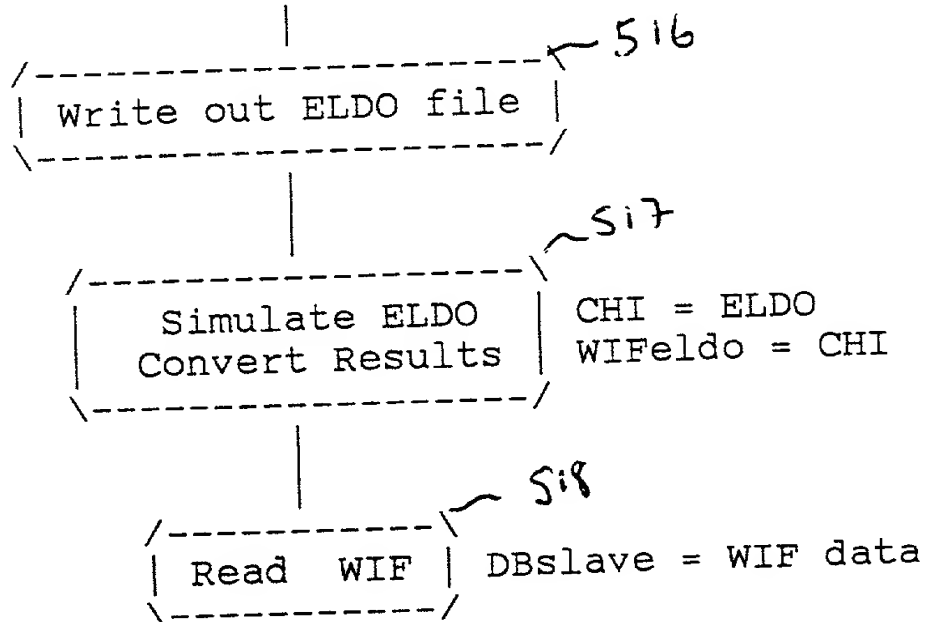 516
Write out ELDO file
517
Simulate ELDO
Convert Results
CHI = ELDO
WIFeldo = CHI
518
Read WIF
DBslave = WIF data